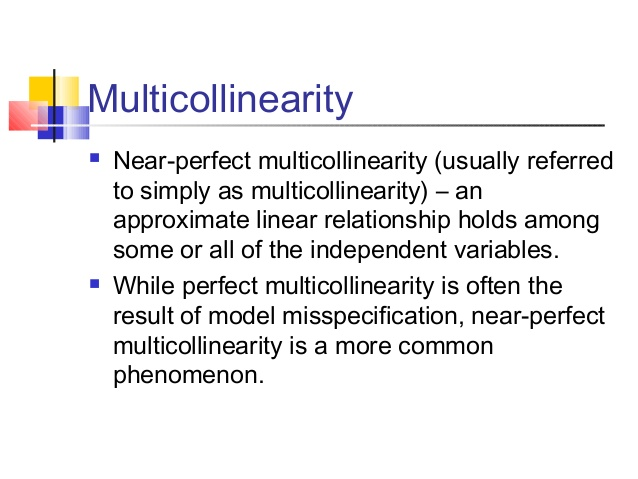 Multicollinearity
Near-perfect multicollinearity (usually referred
to simply as multicollinearity) – an
approximate linear relationship holds among
some or all of the independent variables.
While perfect multicollinearity is often the
result of model misspecification, near-perfect
multicollinearity is a more common
phenomenon.